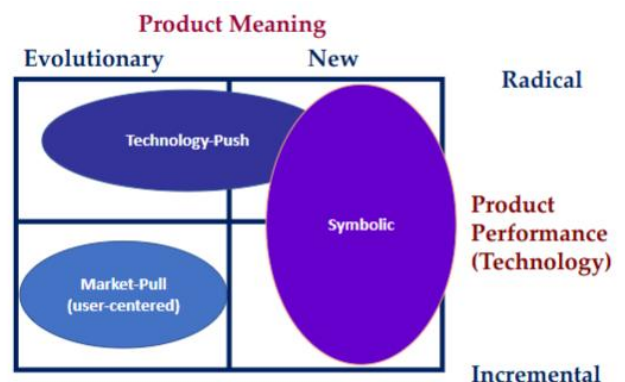 Product Meaning
Evolutionary
New
Radical
Technology-Push
Symbolic
Product
Performance
(Technology)
Market-Pull
(user-centered)
Incremental